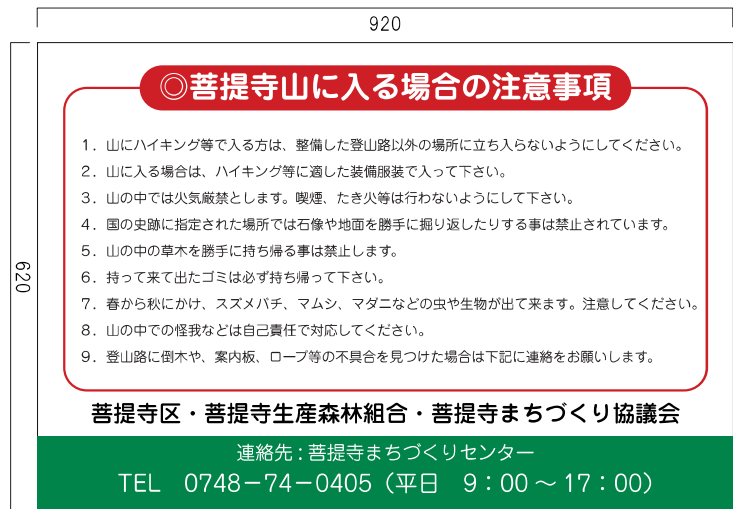 920
620
◎菩提寺山に入る場合の注意事項
1．山にハイキング等で入る方は、整備した登山路以外の場所に立ち入らないようにしてください。
2．山に入る場合は、ハイキング等に適した装備服装で入って下さい。
3．山の中では火気厳禁とします。喫煙、たき火等は行わないようにして下さい。
4．国の史跡に指定された場所では石像や地面を勝手に掘り返したりする事は禁止されています。
5．山の中の草木を勝手に持ち帰る事は禁止します。
6．持って来て出たゴミは必ず持ち帰って下さい。
7．春から秋にかけ、スズメバチ、マムシ、マダニなどの虫や生物が出て来ます。注意してください。
8．山の中での怪我などは自己責任で対応してください。
9．登山路に倒木や、案内板、ロープ等の不具合を見つけた場合は下記に連絡をお願いします。
菩提寺区・菩提寺生産森林組合・菩提寺まちづくり協議会
連絡先：菩提寺まちづくりセンター
TEL　0748－74－0405（平日　9：00～17：00）